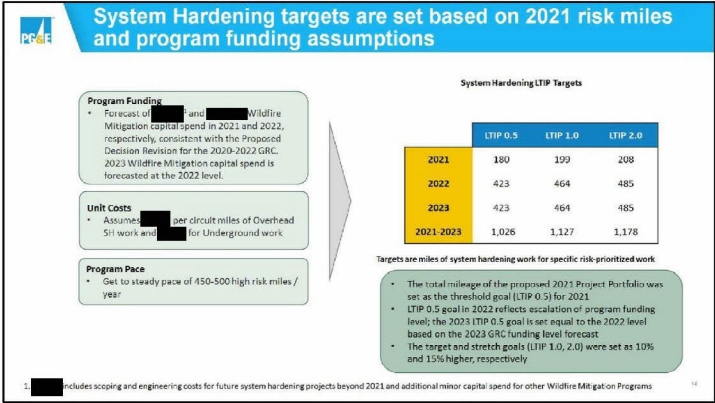 System Hardening targets are set based on 2021 risk miles
and program funding assumptions
PG&E
System Hardening LTIP Targets
Program Funding
• Forecast of 1 and Wildfire
Mitigation capital spend in 2021 and 2022,
respectively, consistent with the Proposed
Decision Revision for the 2020-2022 GRC.
2023 Wildfire Mitigation capital spend is
forecasted at the 2022 level.
Unit Costs
• Assumes per circuit miles of Overhead
SH work and for Underground work
Program Pace
• Get to steady pace of 450-500 high risk miles /
year
LTIP 0.5 LTIP 1.0 LTIP 2.0
2021 180 199 208
2022 423 464 485
2023 423 464 485
2021-2023 1,026 1,127 1,178
Targets are miles of system hardening work for specific risk-prioritized work
• The total mileage of the proposed 2021 Project Portfolio was
set as the threshold goal (LTIP 0.5) for 2021
• LTIP 0.5 goal in 2022 reflects escalation of program funding
level; the 2023 LTIP 0.5 goal is set equal to the 2022 level
based on the 2023 GRC funding level forecast
• The target and stretch goals (LTIP 1.0, 2.0) were set as 10%
and 15% higher, respectively
1. includes scoping and engineering costs for future system hardening projects beyond 2021 and additional minor capital spend for other Wildfire Mitigation Programs